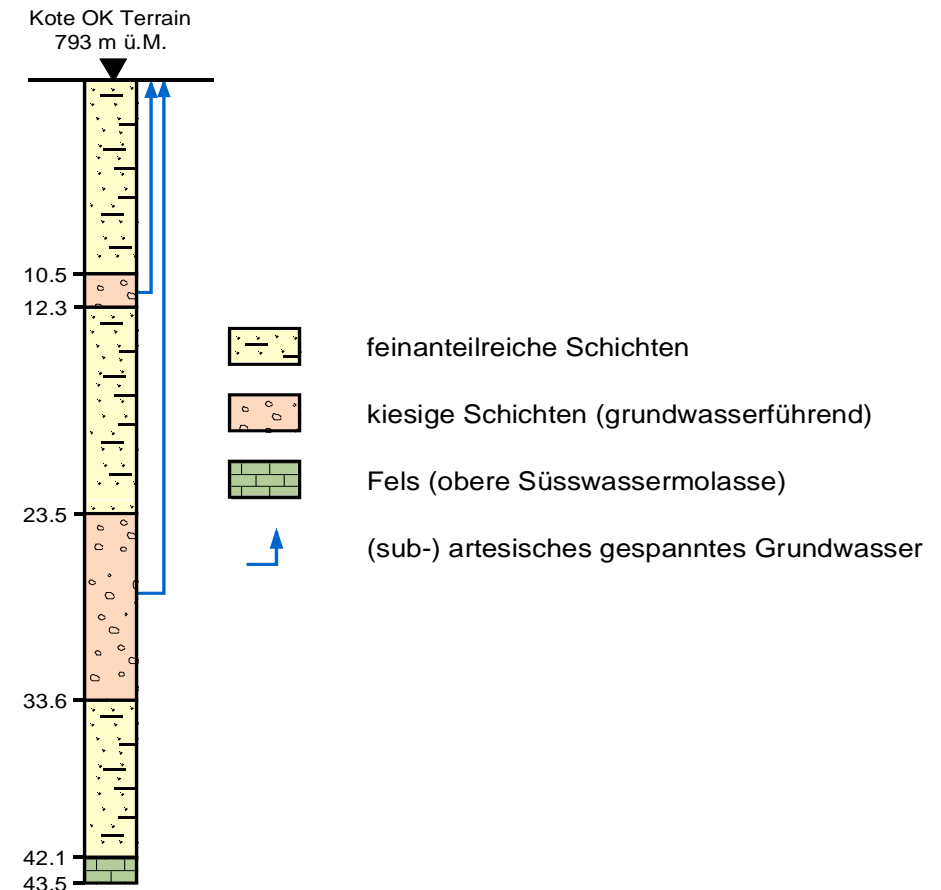 Kote OK Terrain
793 m ü.M.
10.5
12.3
23.5
33.6
42.1
43.5
feinanteilreiche Schichten
kiesige Schichten (grundwasserführend)
Fels (obere Süsswassermolasse)
(sub-) artesisches gespanntes Grundwasser